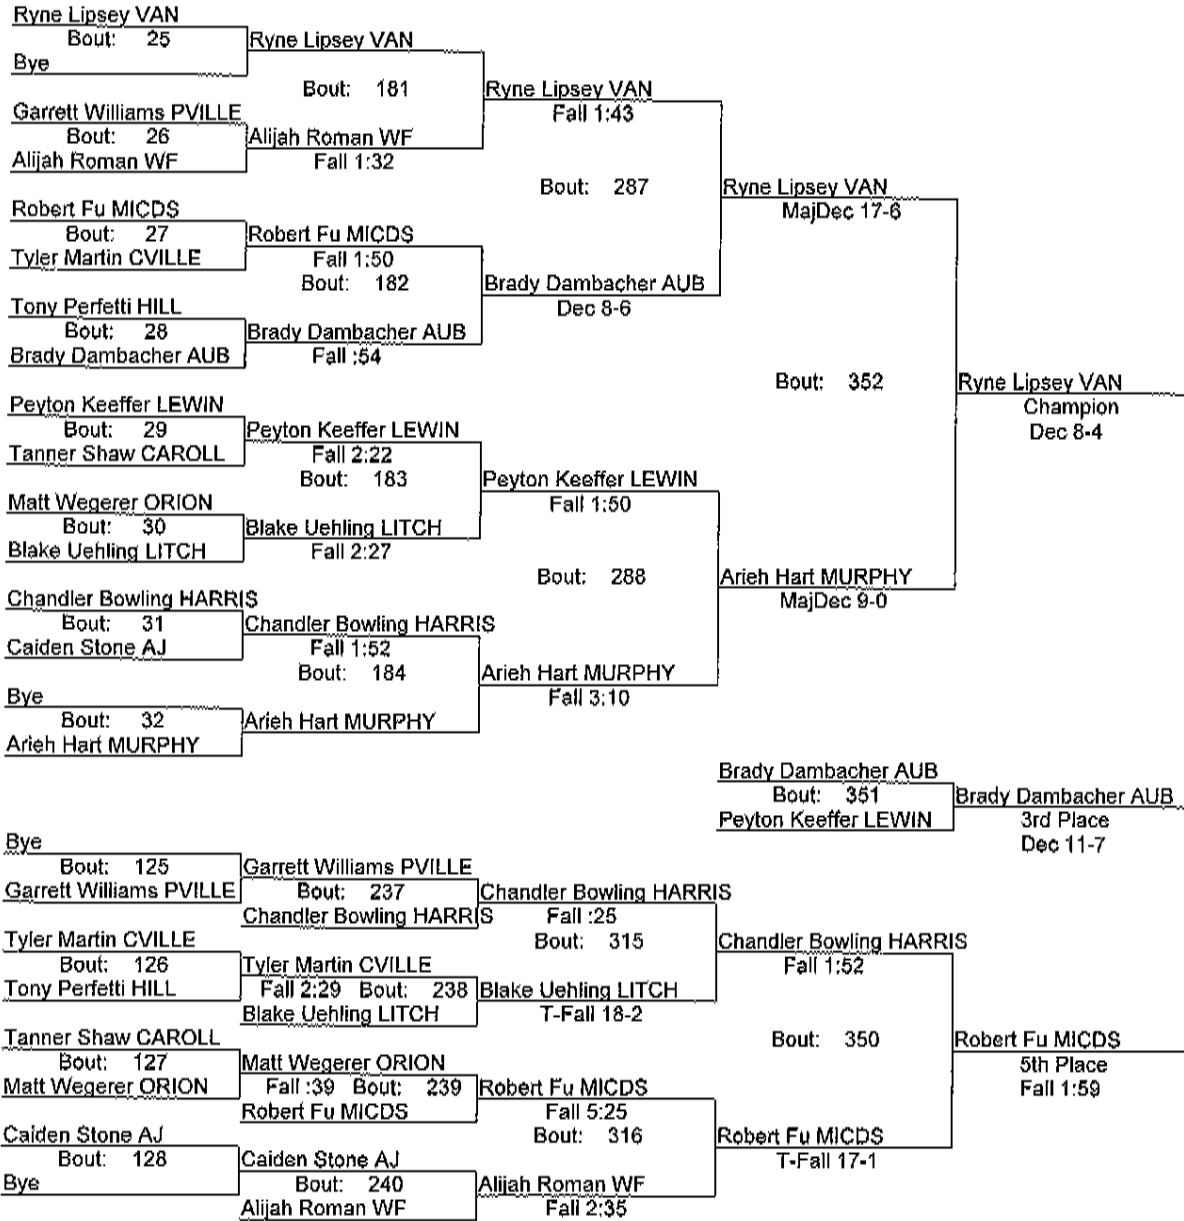 Ryne Lipsey VAN
Bout: 25
Ryne Lipsey VAN
Bye
Bout: 181
Ryne Lipsey VAN
Garrett Williams PVILLE
Fall 1:43
Bout: 26
Alijah Roman WF
Alijah Roman WF
Fall 1:32
Bout: 287
Ryne Lipsey VAN
MajDec 17-6
Robert Fu MICDS
Bout: 27
Robert Fu MICDS
Tyler Martin CVILLE
Fall 1:50
Bout: 182
Brady Dambacher AUB
Tony Perfetti HILL
Dec 8-6
Bout: 28
Brady Dambacher AUB
Brady Dambacher AUB
Fall :54
Bout: 352
Ryne Lipsey VAN
Champion
Dec 8-4
Peyton Keeffer LEWIN
Bout: 29
Peyton Keeffer LEWIN
Tanner Shaw CAROLL
Fall 2:22
Bout: 183
Peyton Keeffer LEWIN
Matt Wegerer ORION
Fall 1:50
Bout: 30
Blake Uehling LITCH
Blake Uehling LITCH
Fall 2:27
Bout: 288
Arieh Hart MURPHY
MajDec 9-0
Chandler Bowling HARRIS
Bout: 31
Chandler Bowling HARRIS
Caiden Stone AJ
Fall 1:52
Bout: 184
Arieh Hart MURPHY
Bye
Fall 3:10
Bout: 32
Arieh Hart MURPHY
Arieh Hart MURPHY
Brady Dambacher AUB
Bout: 351
Brady Dambacher AUB
Peyton Keeffer LEWIN
3rd Place
Dec 11-7
Bye
Bout: 125
Garrett Williams PVILLE
Garrett Williams PVILLE
Bout: 237
Chandler Bowling HARRIS
Chandler Bowling HARRIS
Fall :25
Bout: 315
Chandler Bowling HARRIS
Fall 1:52
Tyler Martin CVILLE
Bout: 126
Tyler Martin CVILLE
Tony Perfetti HILL
Fall 2:29 Bout: 238
Blake Uehling LITCH
Blake Uehling LITCH
T-Fall 18-2
Bout: 350
Robert Fu MICDS
5th Place
Fall 1:59
Tanner Shaw CAROLL
Bout: 127
Matt Wegerer ORION
Matt Wegerer ORION
Fall :39 Bout: 239
Robert Fu MICDS
Robert Fu MICDS
Fall 5:25
Bout: 316
Robert Fu MICDS
T-Fall 17-1
Caiden Stone AJ
Bout: 128
Caiden Stone AJ
Bye
Bout: 240
Alijah Roman WF
Alijah Roman WF
Fall 2:35